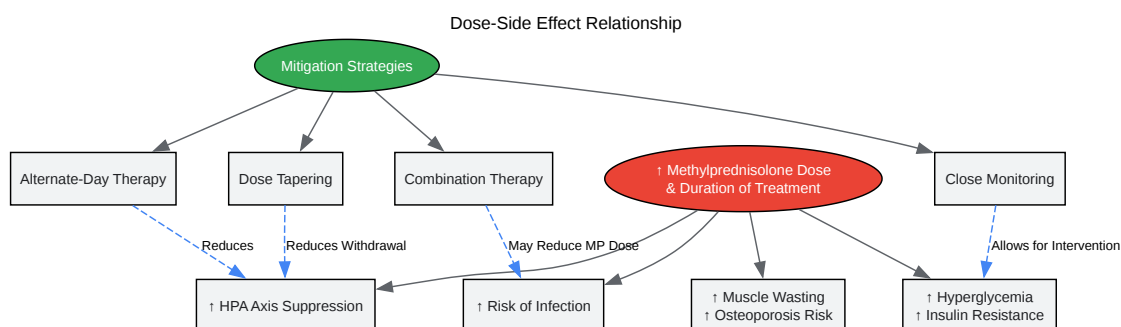 Dose-Side Effect Relationship
Mitigation Strategies
Alternate-Day Therapy
Dose Tapering
Combination Therapy
↑ Methylprednisolone Dose
& Duration of Treatment
Close Monitoring
Reduces
Reduces Withdrawal
May Reduce MP Dose
Allows for Intervention
↑ HPA Axis Suppression
↑ Risk of Infection
↑ Muscle Wasting
↑ Osteoporosis Risk
↑ Hyperglycemia
↑ Insulin Resistance